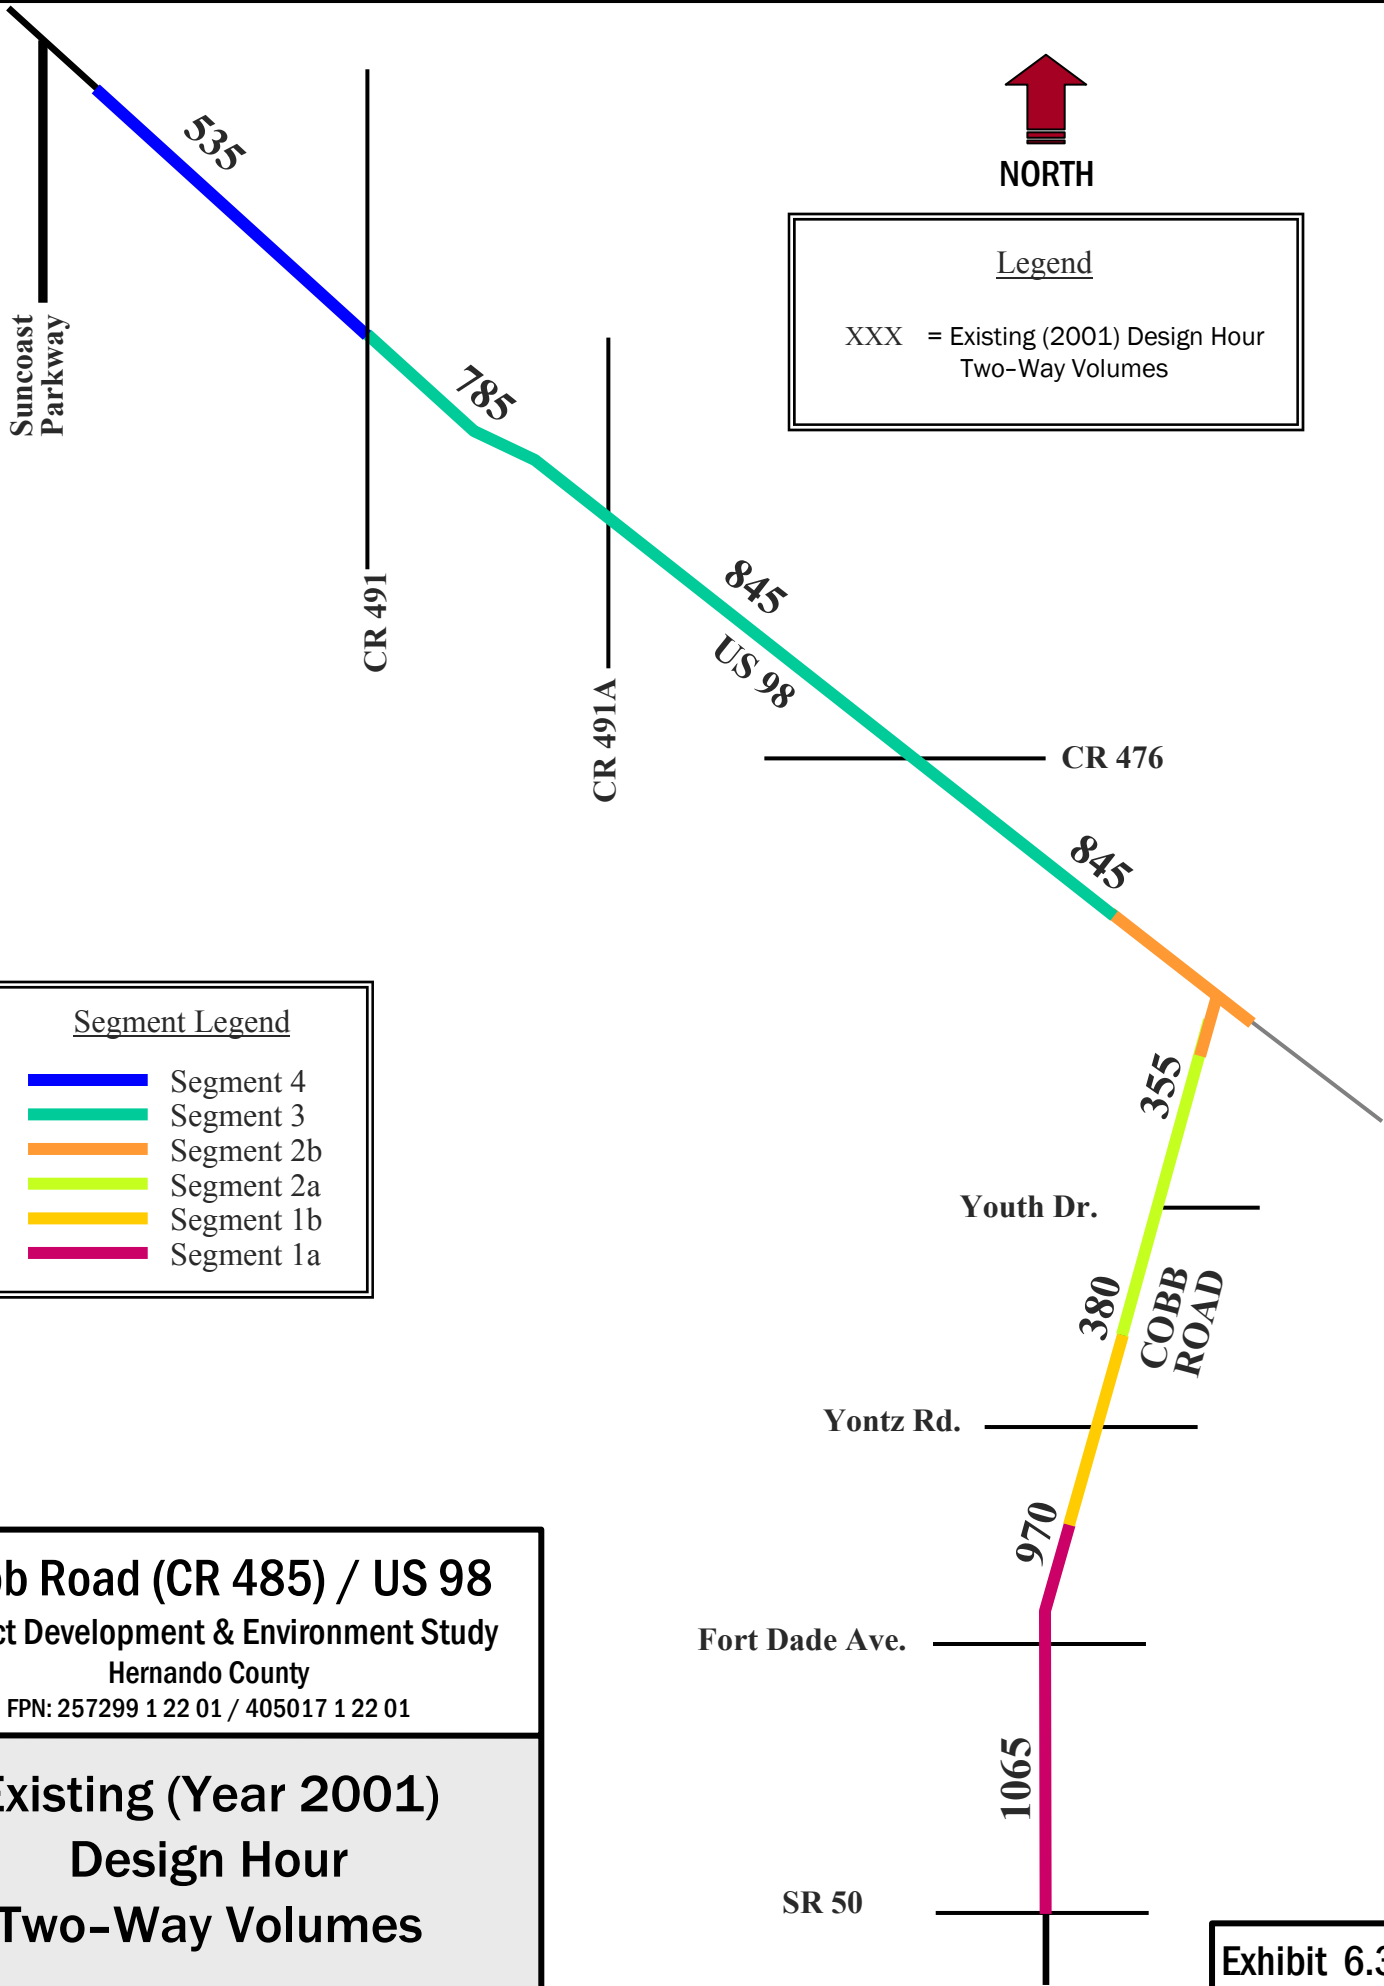 535
NORTH
Legend
XXX = Existing (2001) Design Hour
Two-Way Volumes
Suncoast
Parkway
785
CR 491
845
US 98
CR 491A
CR 476
845
Segment Legend
Segment 4
Segment 3
Segment 2b
Segment 2a
Segment 1b
Segment 1a
355
Youth Dr.
380
COBB
ROAD
Yontz Rd.
970
Fort Dade Ave.
1065
SR 50
Road (CR 485) / US 98
Development & Environment Study
Hernando County
FPN: 257299 1 22 01 / 405017 1 22 01
Existing (Year 2001)
Design Hour
Two-Way Volumes
Exhibit 6.3